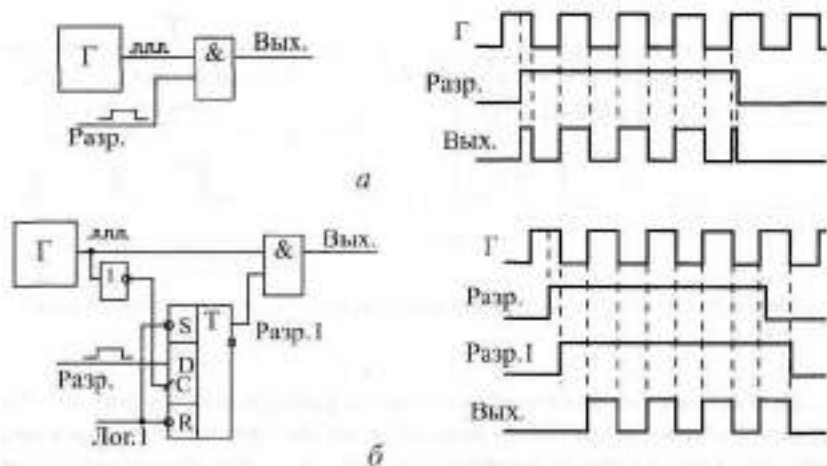 Г
&
Вых.
Разр.
Г
Разр.
Вых.
а
Г
1
&
Вых.
S
T
D
C
R
Разр.1
Разр.
Лог.1
Г
Разр.
Разр.1
Вых.
б